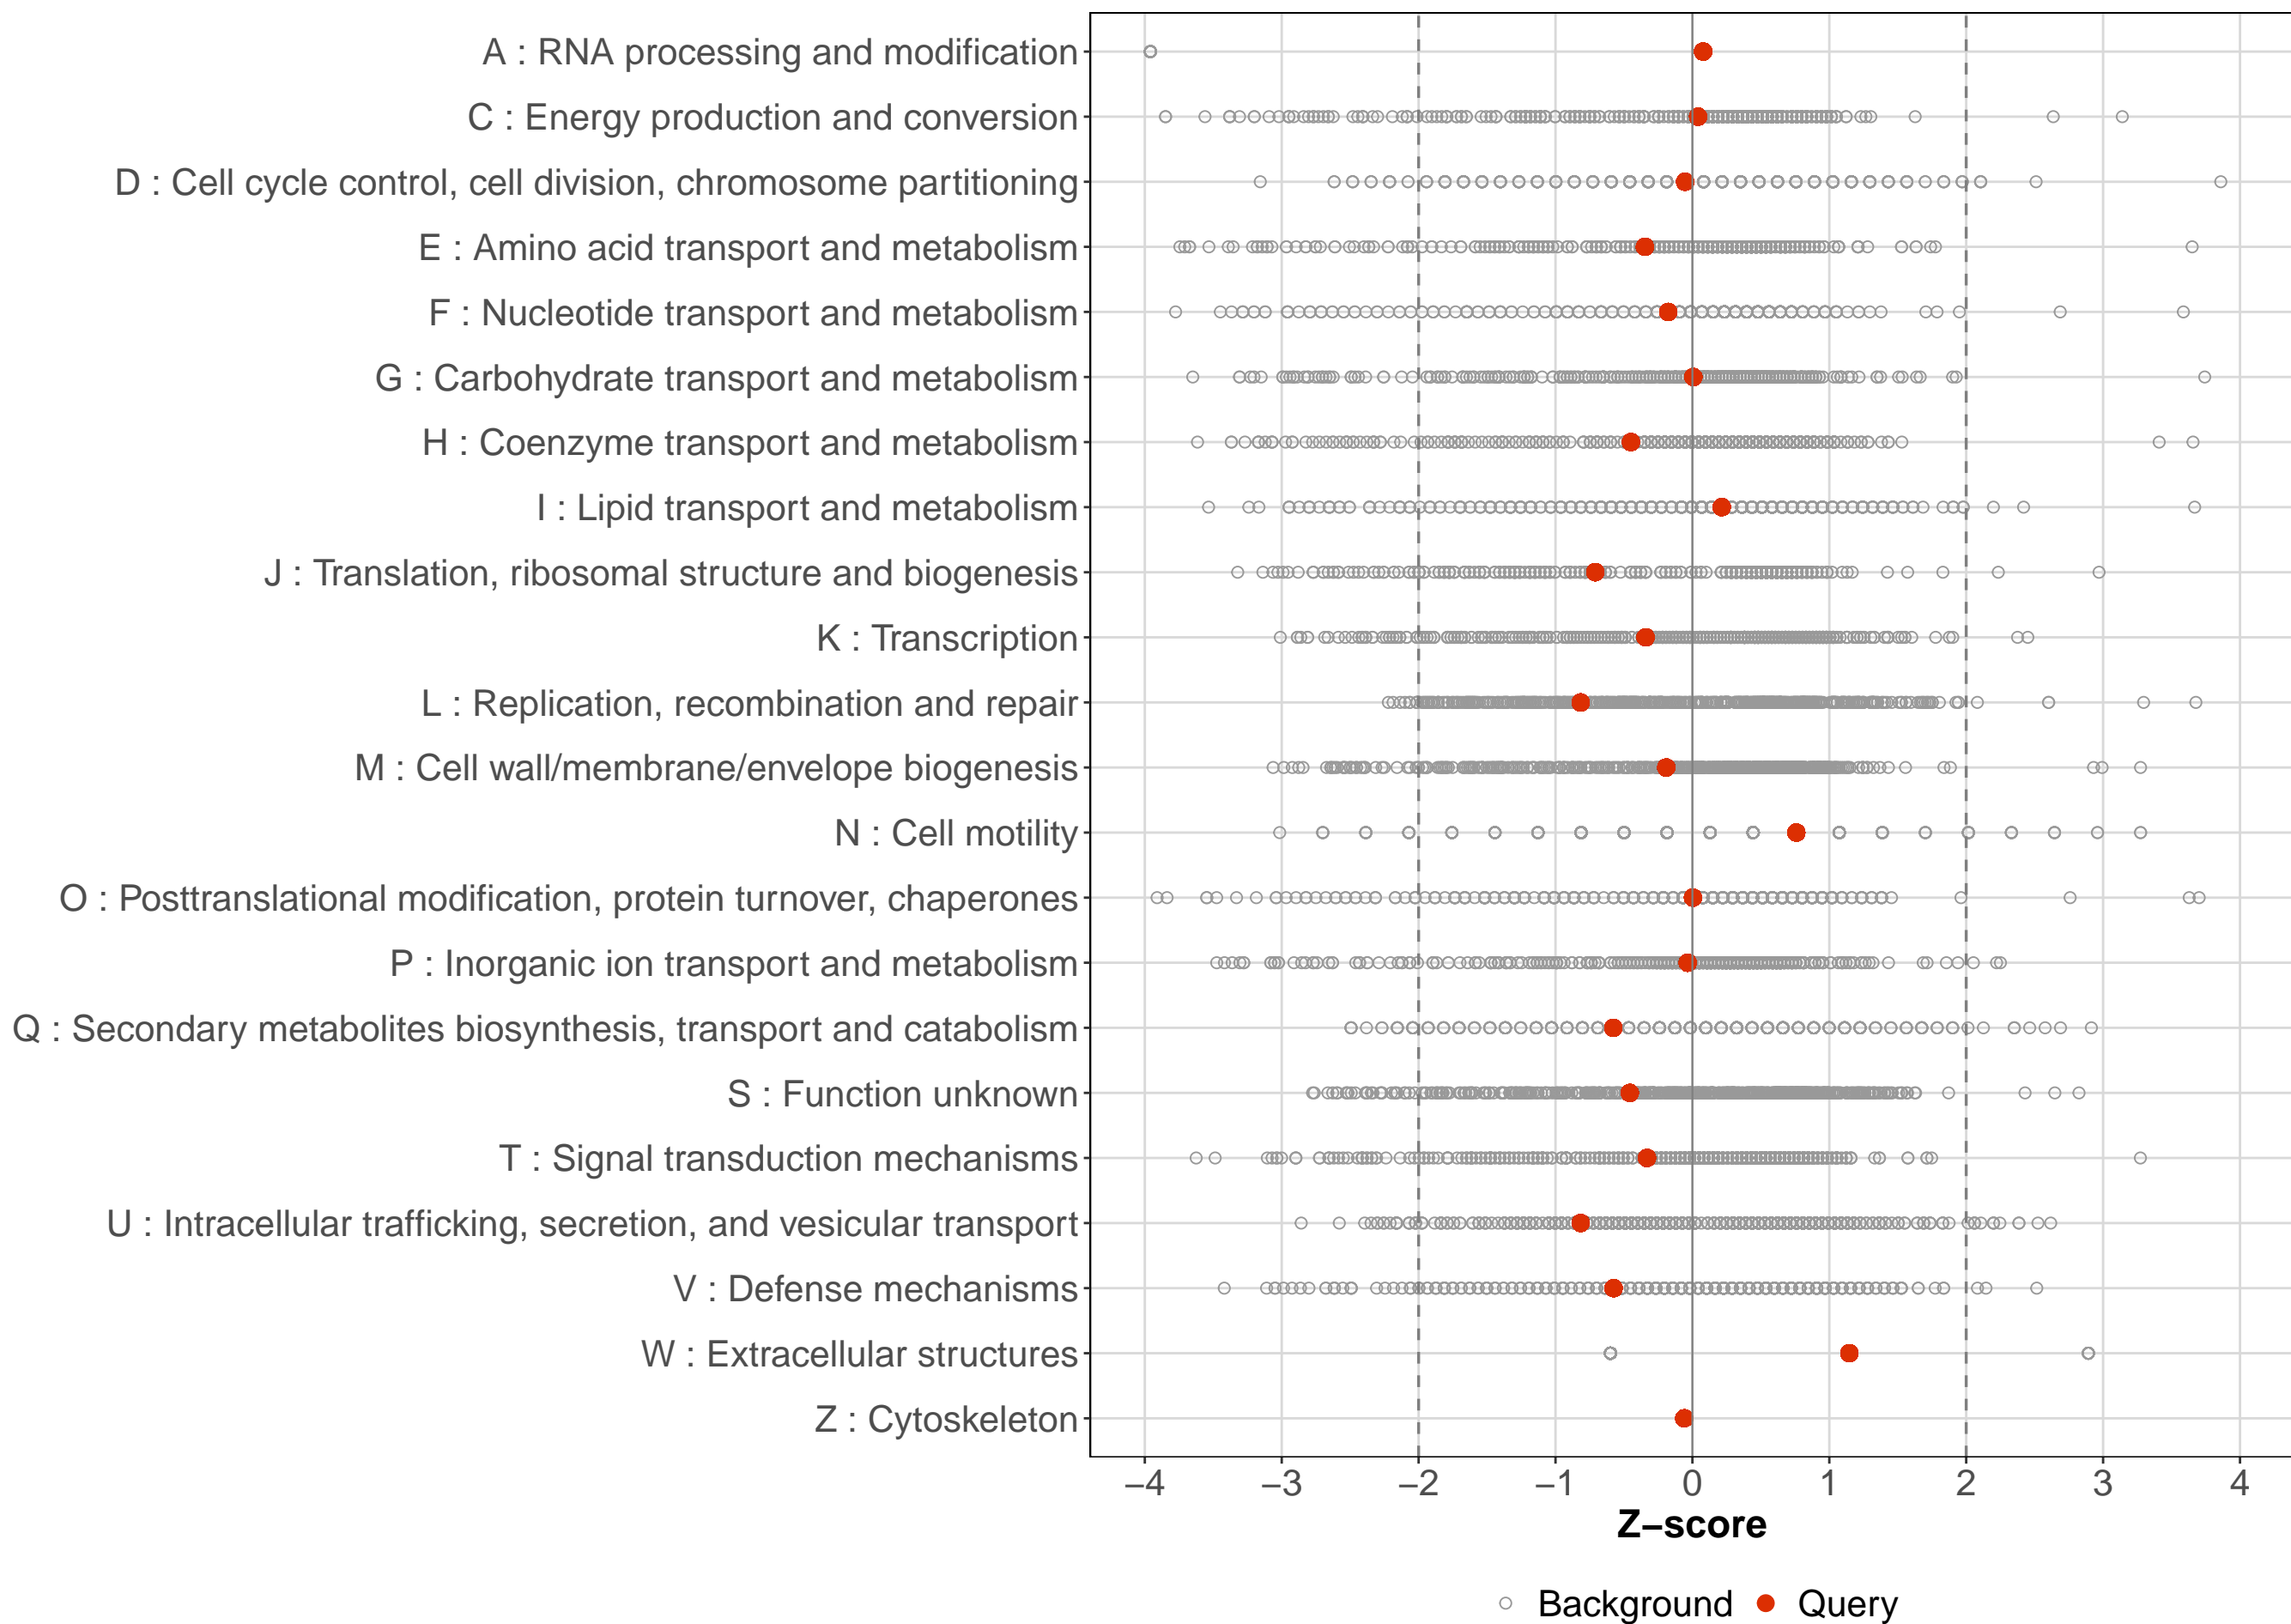 A : RNA processing and modification
C : Energy production and conversion
D : Cell cycle control, cell division, chromosome partitioning
E : Amino acid transport and metabolism
F : Nucleotide transport and metabolism
G : Carbohydrate transport and metabolism
H : Coenzyme transport and metabolism
I : Lipid transport and metabolism
J : Translation, ribosomal structure and biogenesis
K : Transcription
L : Replication, recombination and repair
M : Cell wall/membrane/envelope biogenesis
N : Cell motility
O : Posttranslational modification, protein turnover, chaperones
P : Inorganic ion transport and metabolism
Q : Secondary metabolites biosynthesis, transport and catabolism
S : Function unknown
T : Signal transduction mechanisms
U : Intracellular trafficking, secretion, and vesicular transport
V : Defense mechanisms
W : Extracellular structures
Z : Cytoskeleton
−4 −3 −2 −1 0 1 2 3 4
Z−score
Background Query